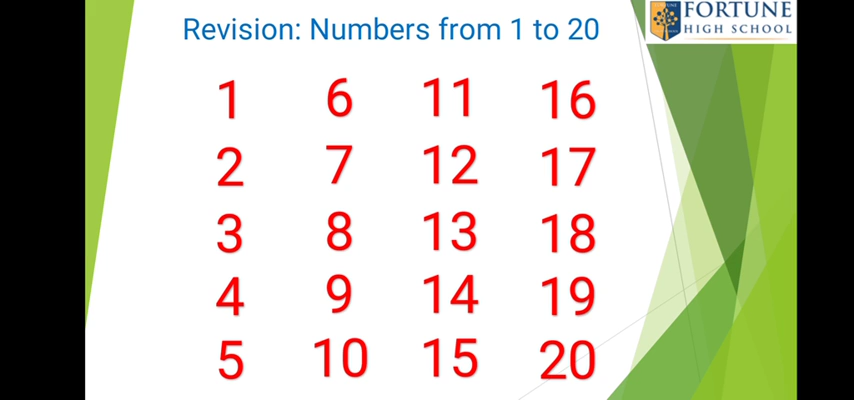 Revision: Numbers from 1 to 20
FORTUNE
HIGH SCHOOL
1 6 11 16
2 7 12 17
3 8 13 18
4 9 14 19
5 10 15 20